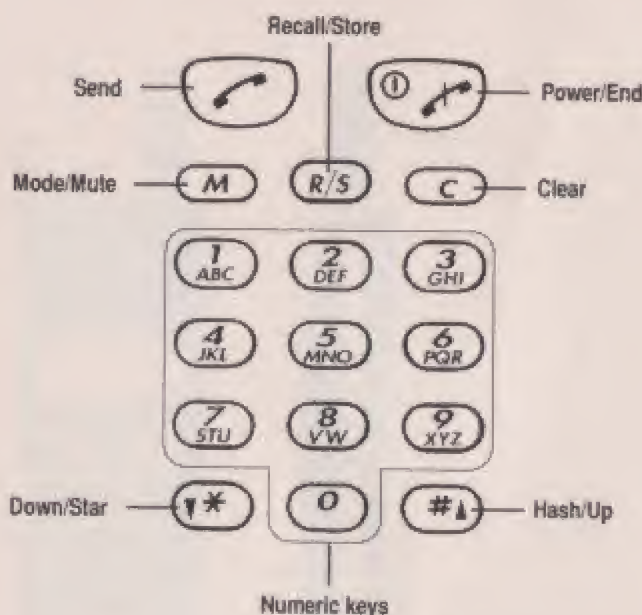 Recall/Store
Send
Power/End
Mode/Mute
M
R/S
C
Clear
1
ABC
2
DEF
3
GHI
4
JKL
5
MNO
6
PQR
7
STU
8
VW
9
XYZ
Down/Star
*
0
#
Hash/Up
Numeric keys